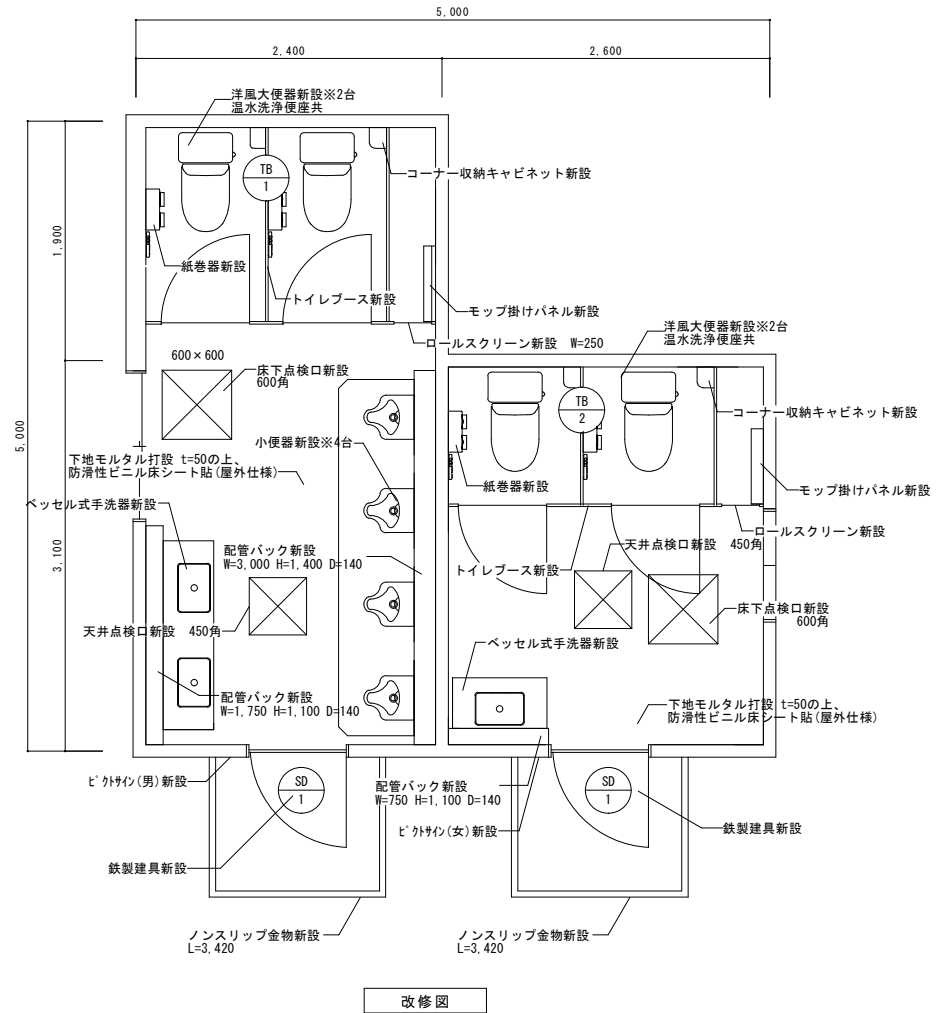 5,000
2,400
2,600
洋風大便器新設※2台
温水洗浄便座共
TB
1
コーナー収納キャビネット新設
1,900
紙巻器新設
トイレブース新設
モップ掛けパネル新設
ロールスクリーン新設 W=250
洋風大便器新設※2台
温水洗浄便座共
600×600
床下点検口新設
600角
TB
2
コーナー収納キャビネット新設
5,000
小便器新設※4台
下地モルタル打設 t=50の上、
防滑性ビニル床シート貼(屋外仕様)
紙巻器新設
モップ掛けパネル新設
ベッセル式手洗器新設
ロールスクリーン新設
3,100
配管バック新設
W=3,000 H=1,400 D=140
天井点検口新設 450角
トイレブース新設
床下点検口新設
600角
天井点検口新設 450角
ベッセル式手洗器新設
配管バック新設
W=1,750 H=1,100 D=140
下地モルタル打設 t=50の上、
防滑性ビニル床シート貼(屋外仕様)
ピクトサイン(男)新設
SD
1
配管バック新設
W=750 H=1,100 D=140
SD
1
ピクトサイン(女)新設
鉄製建具新設
鉄製建具新設
ノンスリップ金物新設
L=3,420
ノンスリップ金物新設
L=3,420
改修図